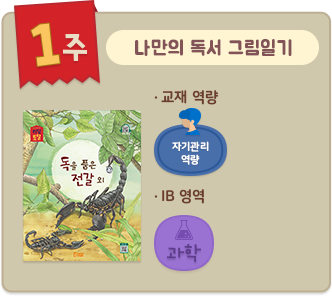 1주
나만의 독서 그림일기
· 교재 역량
자기관리
역량
독을 품은
전갈 외
· IB 영역
과학